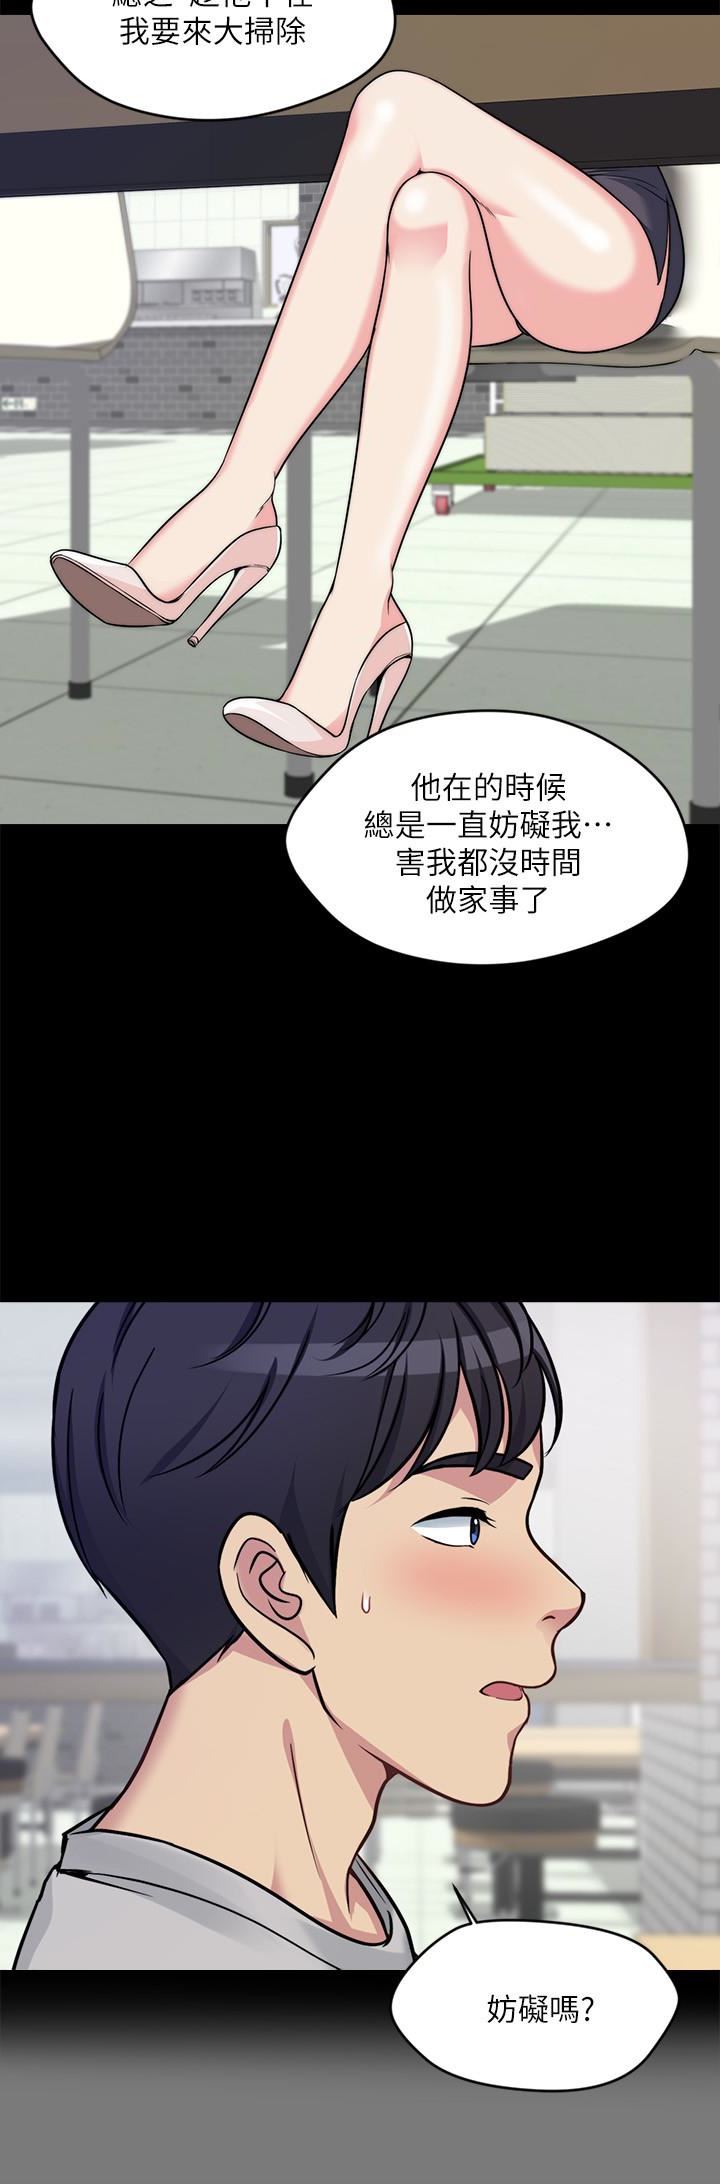 我要來大掃除
他在的時候
總是一直妨礙我…
害我都沒時間
做家事了
妨礙嗎?